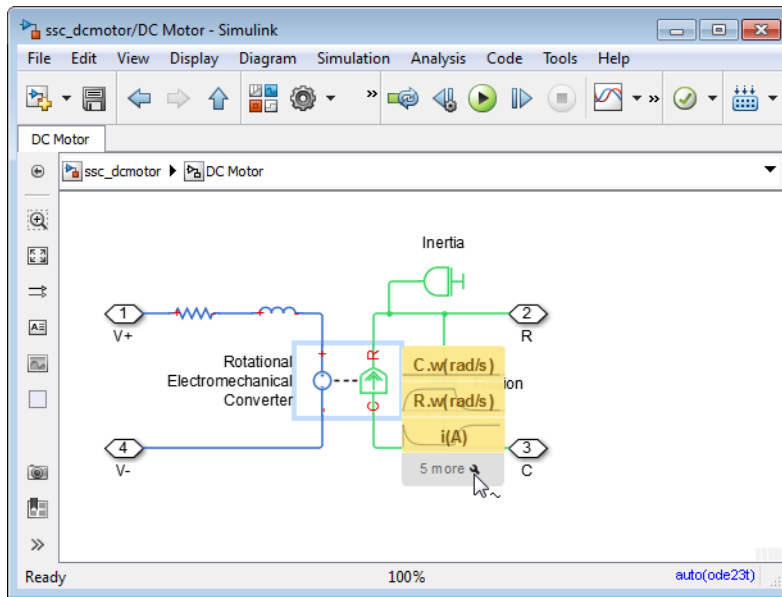 ssc_dcmotor/DC Motor - Simulink
File Edit View Display Diagram Simulation Analysis Code Tools Help
» »
DC Motor
ssc_dcmotor DC Motor
Inertia
1
V+
2
R
Rotational
Electromechanical
Converter
+
-
R
C
C.w(rad/s)
R.w(rad/s)
i(A)
5 more
ion
4
V-
3
C
A
»
Ready 100% auto(ode23t)